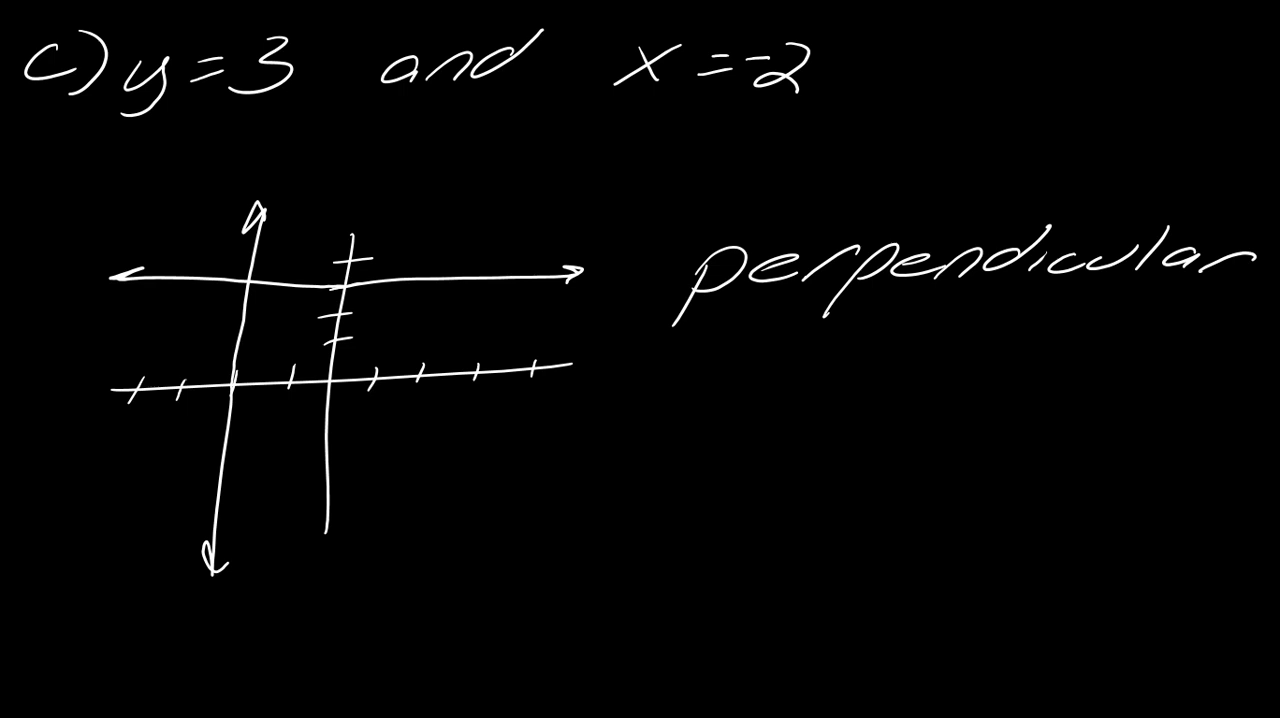 c) y=3 and x=-2
perpendicular